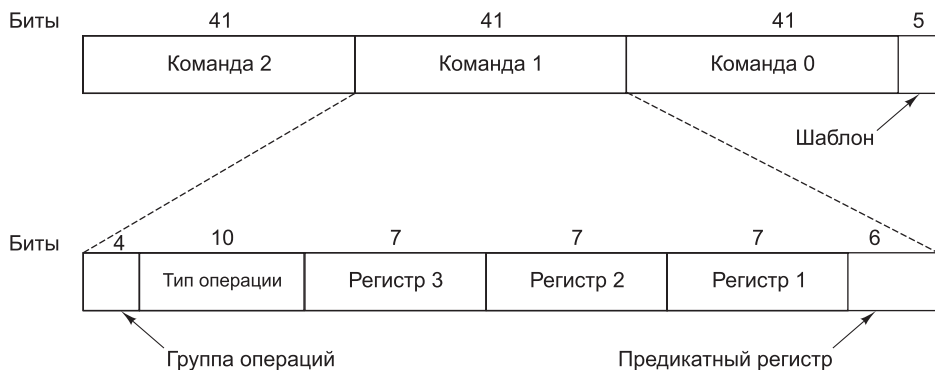 Биты 41 41 41 5
Команда 2 Команда 1 Команда 0
Шаблон
Биты 4 10 7 7 7 6
Тип операции Регистр 3 Регистр 2 Регистр 1
Группа операций Предикатный регистр